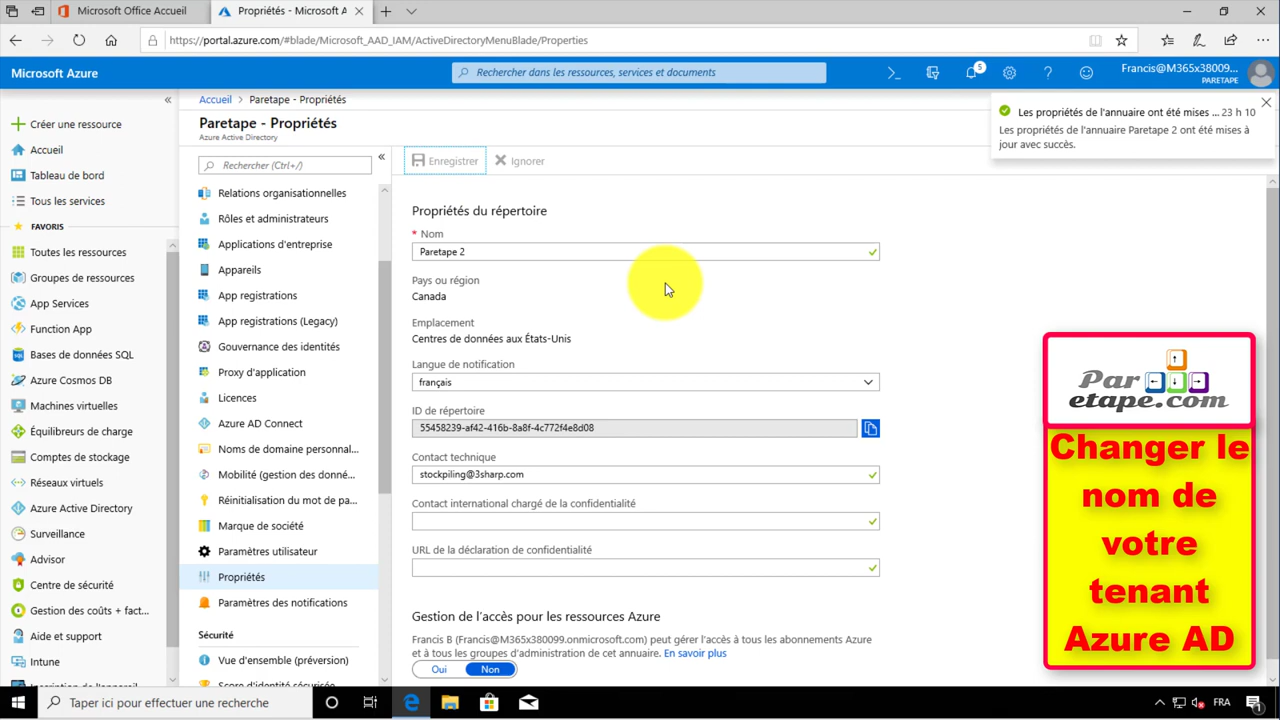 Microsoft Office Accueil
Propriétés - Microsoft A
https://portal.azure.com/#blade/Microsoft_AAD_IAM/ActiveDirectoryMenuBlade/Properties
Microsoft Azure
Rechercher dans les ressources, services et documents
5
Francis@M365x38009...
PARETAPE
Créer une ressource
Accueil
Tableau de bord
Tous les services
FAVORIS
Toutes les ressources
Groupes de ressources
App Services
Function App
Bases de données SQL
Azure Cosmos DB
Machines virtuelles
Équilibreurs de charge
Comptes de stockage
Réseaux virtuels
Azure Active Directory
Surveillance
Advisor
Centre de sécurité
Gestion des coûts + fact...
Aide et support
Intune
Inscription à l'appareil
Accueil > Paretape - Propriétés
Paretape - Propriétés
Azure Active Directory
Rechercher (Ctrl+/)
Relations organisationnelles
Rôles et administrateurs
Applications d'entreprise
Appareils
App registrations
App registrations (Legacy)
Gouvernance des identités
Proxy d'application
Licences
Azure AD Connect
Noms de domaine personnal...
Mobilité (gestion des donné...
Réinitialisation du mot de pa...
Marque de société
Paramètres utilisateur
Propriétés
Paramètres des notifications
Sécurité
Vue d'ensemble (préversion)
Score d'identité sécurisée
Enregistrer
Ignorer
Propriétés du répertoire
* Nom
Paretape 2
Pays ou région
Canada
Emplacement
Centres de données aux États-Unis
Langue de notification
français
ID de répertoire
55458239-af42-416b-8a8f-4c772f4e8d08
Contact technique
stockpiling@3sharp.com
Contact international chargé de la confidentialité
URL de la déclaration de confidentialité
Gestion de l'accès pour les ressources Azure
Francis B (Francis@M365x380099.onmicrosoft.com) peut gérer l'accès à tous les abonnements Azure
et à tous les groupes d'administration de cet annuaire. En savoir plus
Oui
Non
Les propriétés de l'annuaire ont été mises ... 23 h 10
Les propriétés de l'annuaire Paretape 2 ont été mises à
jour avec succès.
Par
etape.com
Changer le
nom de
votre
tenant
Azure AD
Taper ici pour effectuer une recherche
FRA
1